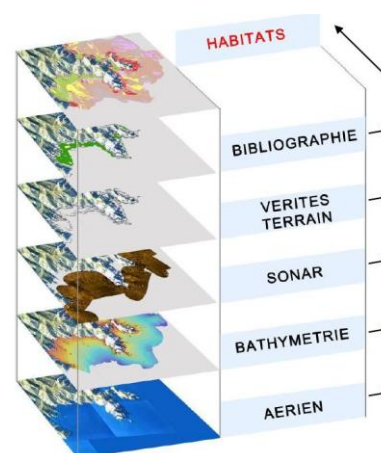 HABITATS
BIBLIOGRAPHIE
VERITES
TERRAIN
SONAR
BATHYMETRIE
AERIEN